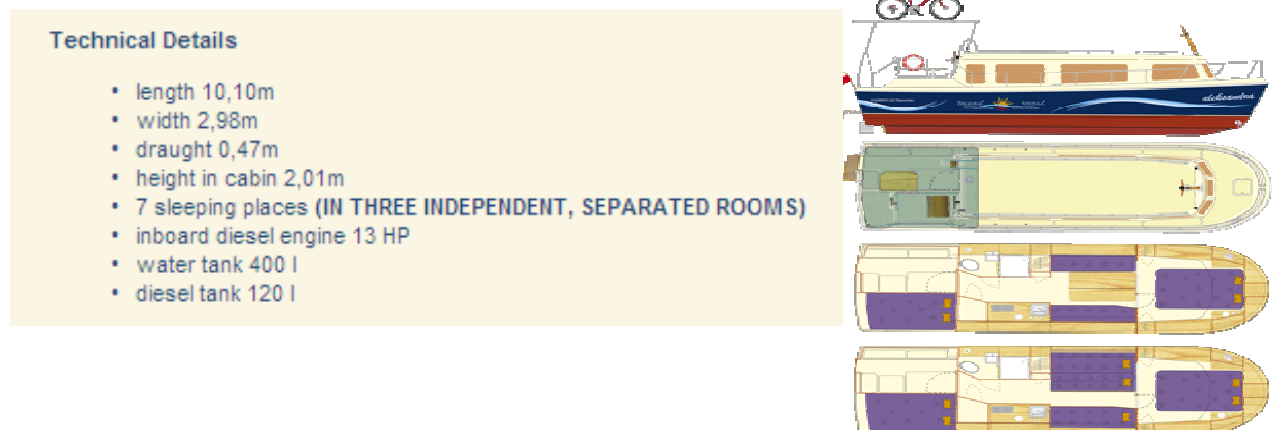 Technical Details
• length 10,10m
• width 2,98m
• draught 0,47m
• height in cabin 2,01m
• 7 sleeping places (IN THREE INDEPENDENT, SEPARATED ROOMS)
• inboard diesel engine 13 HP
• water tank 400 l
• diesel tank 120 l